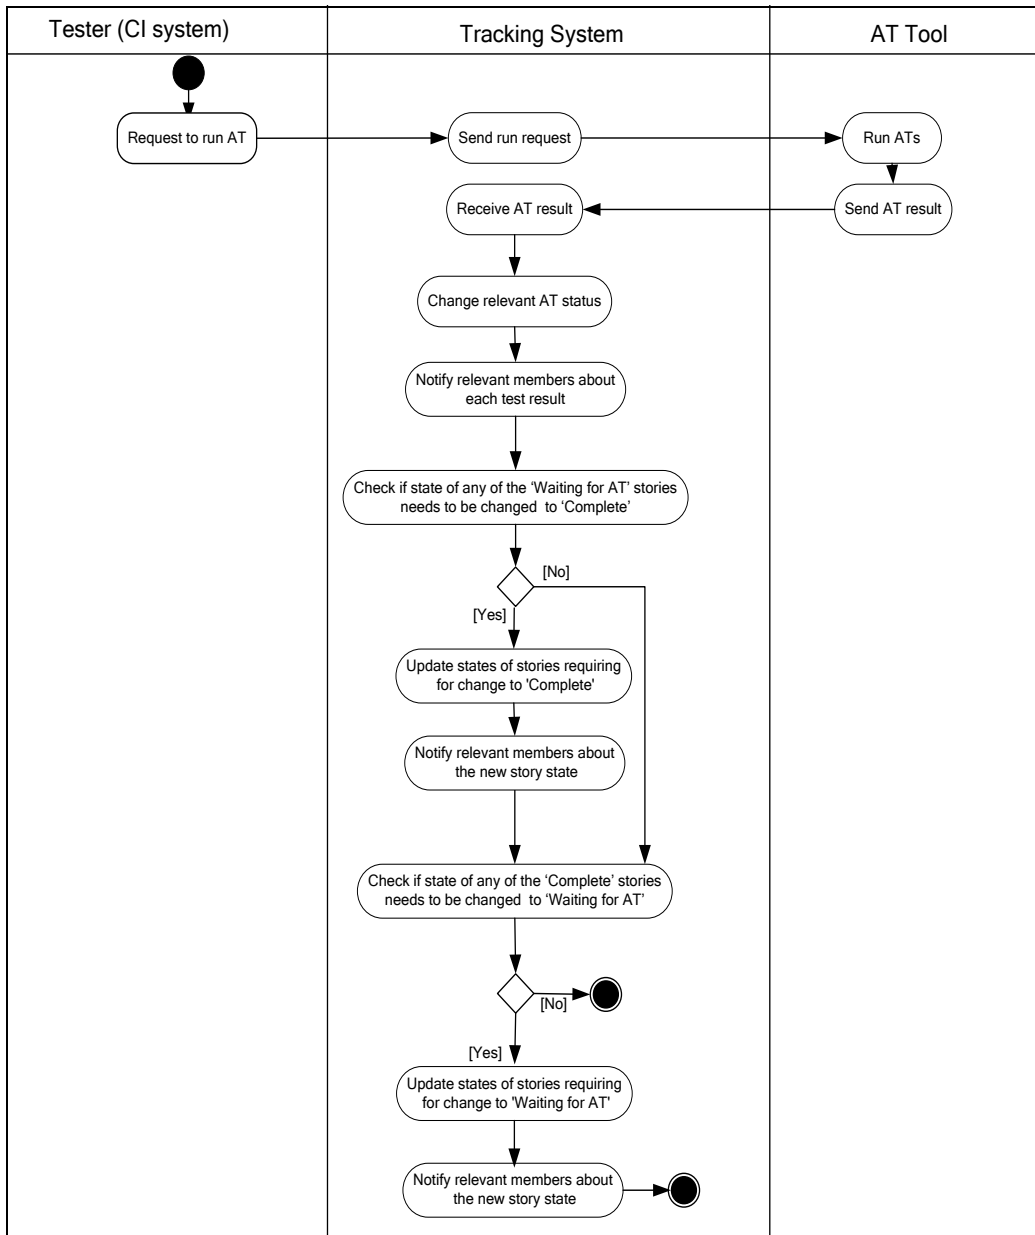 Tester (CI system)
Tracking System
AT Tool
Request to run AT
Send run request
Run ATs
Receive AT result
Send AT result
Change relevant AT status
Notify relevant members about
each test result
Check if state of any of the ‘Waiting for AT’ stories
needs to be changed to ‘Complete’
[No]
[Yes]
Update states of stories requiring
for change to 'Complete'
Notify relevant members about
the new story state
Check if state of any of the ‘Complete’ stories
needs to be changed to ‘Waiting for AT’
[No]
[Yes]
Update states of stories requiring
for change to 'Waiting for AT'
Notify relevant members about
the new story state